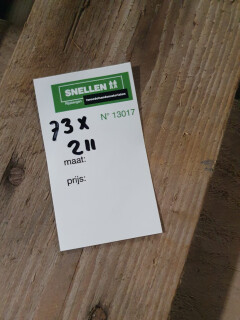 SNELLEN
N° 13017
73 x
211
maat:
prijs: